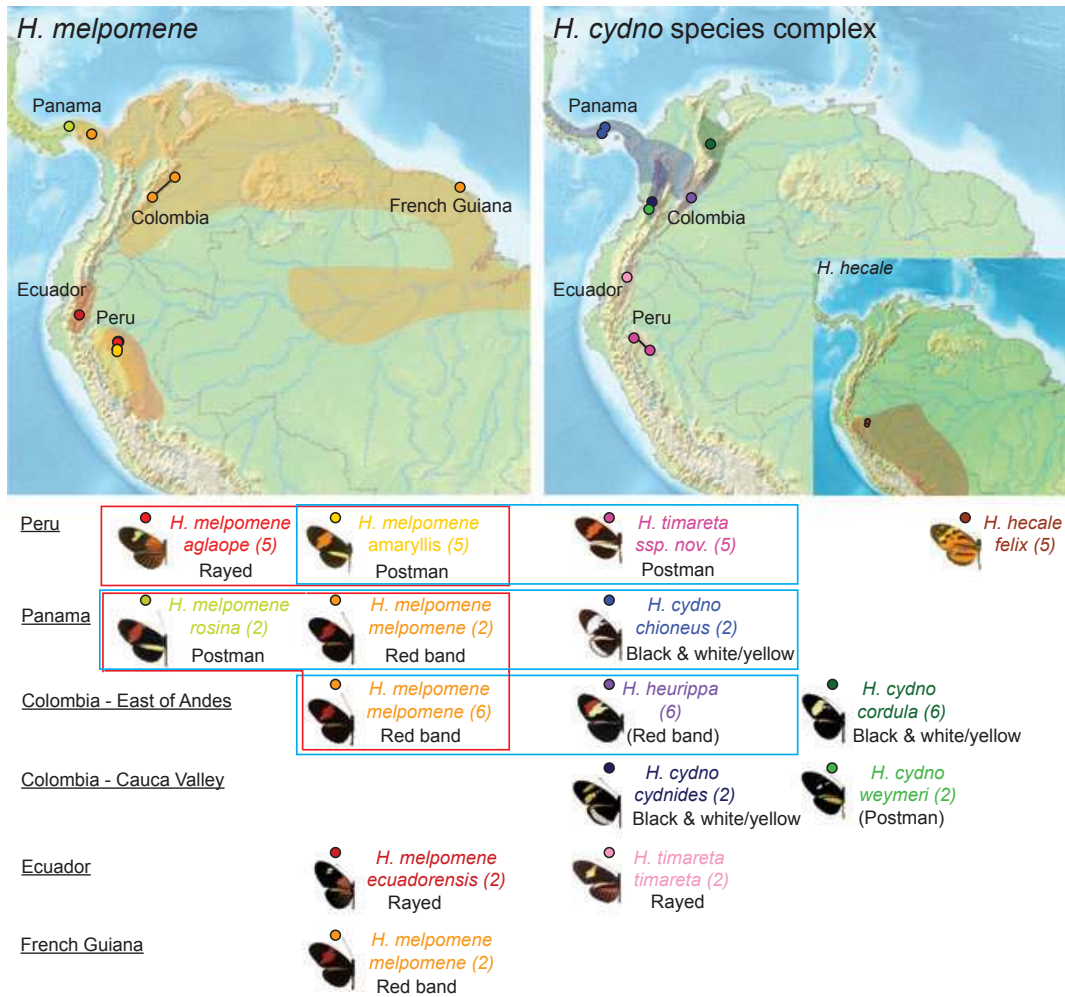 H. melpomene
H. cydno species complex
Panama
Colombia
French Guiana
Ecuador
Peru
Panama
Colombia
Ecuador
Peru
H. hecale
Peru
H. melpomene
aglaope (5)
Rayed
H. melpomene
amaryllis (5)
Postman
H. timareta
ssp. nov. (5)
Postman
H. hecale
felix (5)
Panama
H. melpomene
rosina (2)
Postman
H. melpomene
melpomene (2)
Red band
H. cydno
chioneus (2)
Black & white/yellow
Colombia - East of Andes
H. melpomene
melpomene (6)
Red band
H. heurippa
(6)
(Red band)
H. cydno
cordula (6)
Black & white/yellow
Colombia - Cauca Valley
H. cydno
cydnides (2)
Black & white/yellow
H. cydno
weymeri (2)
(Postman)
Ecuador
H. melpomene
ecuadorensis (2)
Rayed
H. timareta
timareta (2)
Rayed
French Guiana
H. melpomene
melpomene (2)
Red band